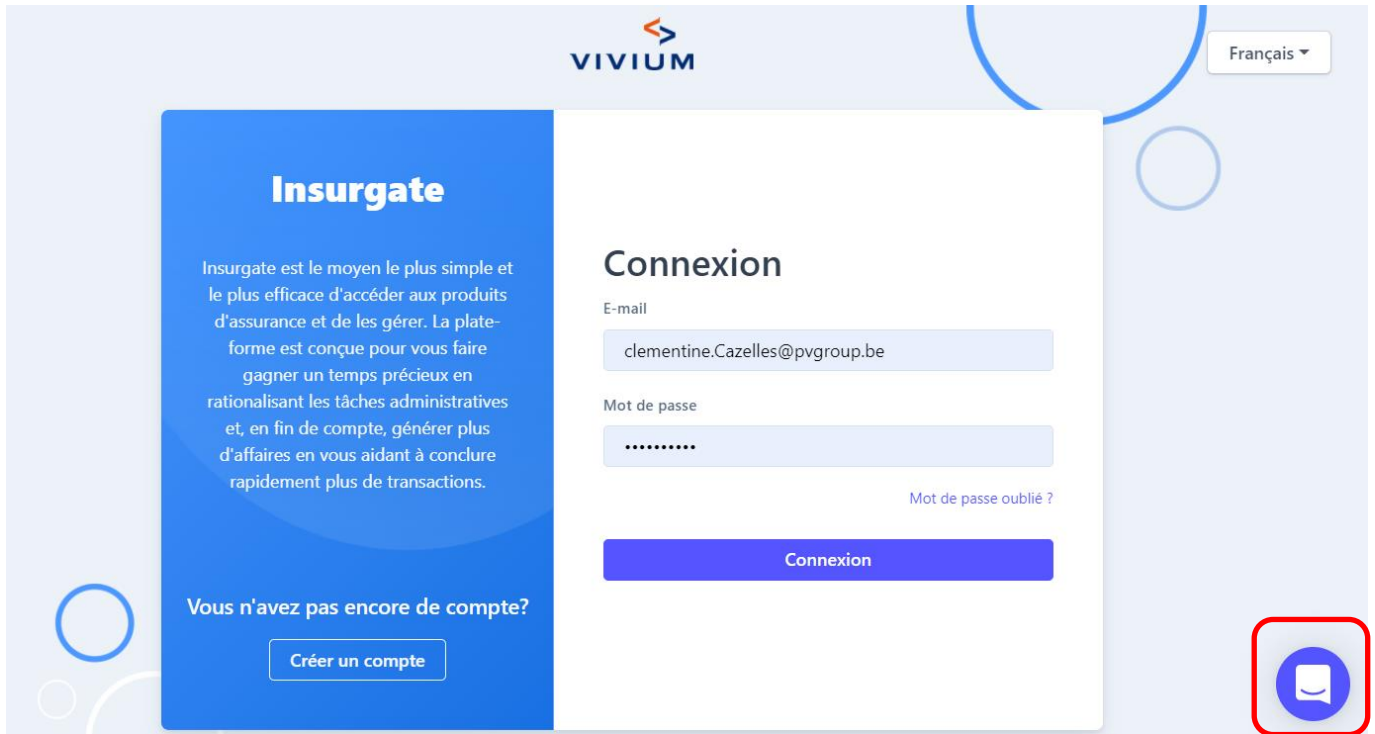 VIVIUM
Français
Insurgate
Insurgate est le moyen le plus simple et
le plus efficace d'accéder aux produits
d'assurance et de les gérer. La plate-
forme est conçue pour vous faire
gagner un temps précieux en
rationalisant les tâches administratives
et, en fin de compte, générer plus
d'affaires en vous aidant à conclure
rapidement plus de transactions.
Vous n'avez pas encore de compte?
Créer un compte
Connexion
E-mail
clementine.Cazelles@pvgroup.be
Mot de passe
••••••••••
Mot de passe oublié ?
Connexion